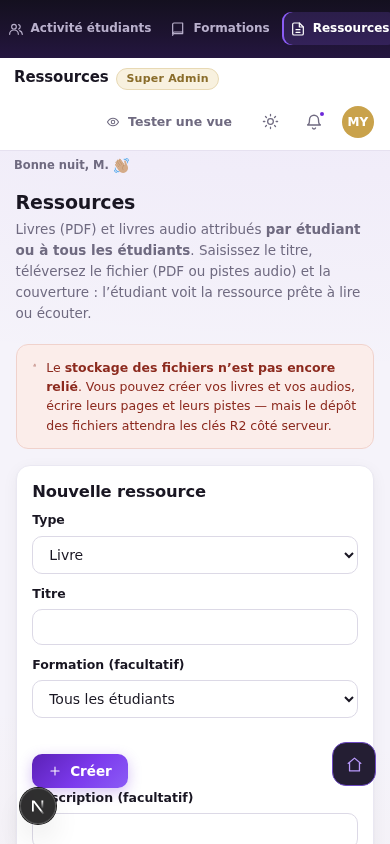 Activité étudiants
Formations
Ressources
Ressources
Super Admin
Tester une vue
MY
Bonne nuit, M. 👋🏽
Ressources
Livres (PDF) et livres audio attribués par étudiant
ou à tous les étudiants. Saisissez le titre,
téléversez le fichier (PDF ou pistes audio) et la
couverture : l’étudiant voit la ressource prête à lire
ou écouter.
Le stockage des fichiers n’est pas encore
relié. Vous pouvez créer vos livres et vos audios,
écrire leurs pages et leurs pistes — mais le dépôt
des fichiers attendra les clés R2 côté serveur.
Nouvelle ressource
Type
Livre
Titre
Formation (facultatif)
Tous les étudiants
+ Créer
scription (facultatif)
N